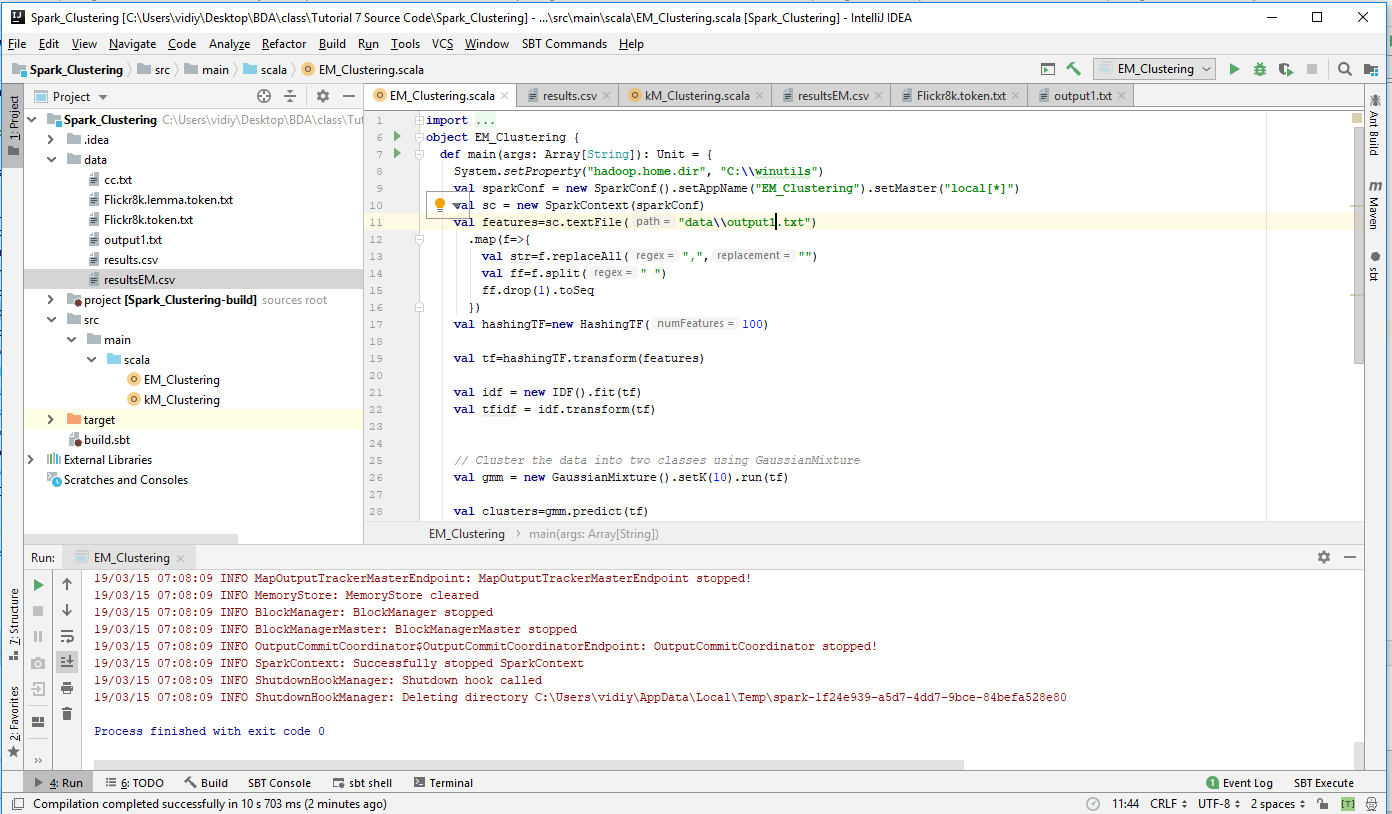 Spark_Clustering [C:\Users\vidiy\Desktop\BDA\class\Tutorial 7 Source Code\Spark_Clustering] - ...\src\main\scala\EM_Clustering.scala [Spark_Clustering] - IntelliJ IDEA
File Edit View Navigate Code Analyze Refactor Build Run Tools VCS Window SBT Commands Help
Spark_Clustering src main scala EM_Clustering.scala EM_Clustering
1: Project
7: Structure
2: Favorites
Project
Spark_Clustering C:\Users\vidiy\Desktop\BDA\class\Tut
.idea
data
cc.txt
Flickr8k.lemma.token.txt
Flickr8k.token.txt
output1.txt
results.csv
resultsEM.csv
project [Spark_Clustering-build] sources root
src
main
scala
EM_Clustering
kM_Clustering
target
build.sbt
External Libraries
Scratches and Consoles
EM_Clustering.scala results.csv kM_Clustering.scala resultsEM.csv Flickr8k.token.txt output1.txt
1 import ...
6 object EM_Clustering {
7 def main(args: Array[String]): Unit = {
8 System.setProperty("hadoop.home.dir", "C:\\winutils")
9 val sparkConf = new SparkConf().setAppName("EM_Clustering").setMaster("local[*]")
10 val sc = new SparkContext(sparkConf)
11 val features=sc.textFile( path = "data\\output1.txt")
12 .map(f=>{
13 val str=f.replaceAll( regex = ",", replacement = "")
14 val ff=f.split( regex = " ")
15 ff.drop(1).toSeq
16 })
17 val hashingTF=new HashingTF( numFeatures = 100)
18
19 val tf=hashingTF.transform(features)
20
21 val idf = new IDF().fit(tf)
22 val tfidf = idf.transform(tf)
23
24
25 // Cluster the data into two classes using GaussianMixture
26 val gmm = new GaussianMixture().setK(10).run(tf)
27
28 val clusters=gmm.predict(tf)
EM_Clustering main(args: Array[String])
Ant Build
m Maven
sbt
Run: EM_Clustering
19/03/15 07:08:09 INFO MapOutputTrackerMasterEndpoint: MapOutputTrackerMasterEndpoint stopped!
19/03/15 07:08:09 INFO MemoryStore: MemoryStore cleared
19/03/15 07:08:09 INFO BlockManager: BlockManager stopped
19/03/15 07:08:09 INFO BlockManagerMaster: BlockManagerMaster stopped
19/03/15 07:08:09 INFO OutputCommitCoordinator$OutputCommitCoordinatorEndpoint: OutputCommitCoordinator stopped!
19/03/15 07:08:09 INFO SparkContext: Successfully stopped SparkContext
19/03/15 07:08:09 INFO ShutdownHookManager: Shutdown hook called
19/03/15 07:08:09 INFO ShutdownHookManager: Deleting directory C:\Users\vidiy\AppData\Local\Temp\spark-1f24e939-a5d7-4dd7-9bce-84befa528e80
Process finished with exit code 0
4: Run 6: TODO Build SBT Console sbt shell Terminal 1 Event Log SBT Execute
Compilation completed successfully in 10 s 703 ms (2 minutes ago) 11:44 CRLF UTF-8 2 spaces [T]